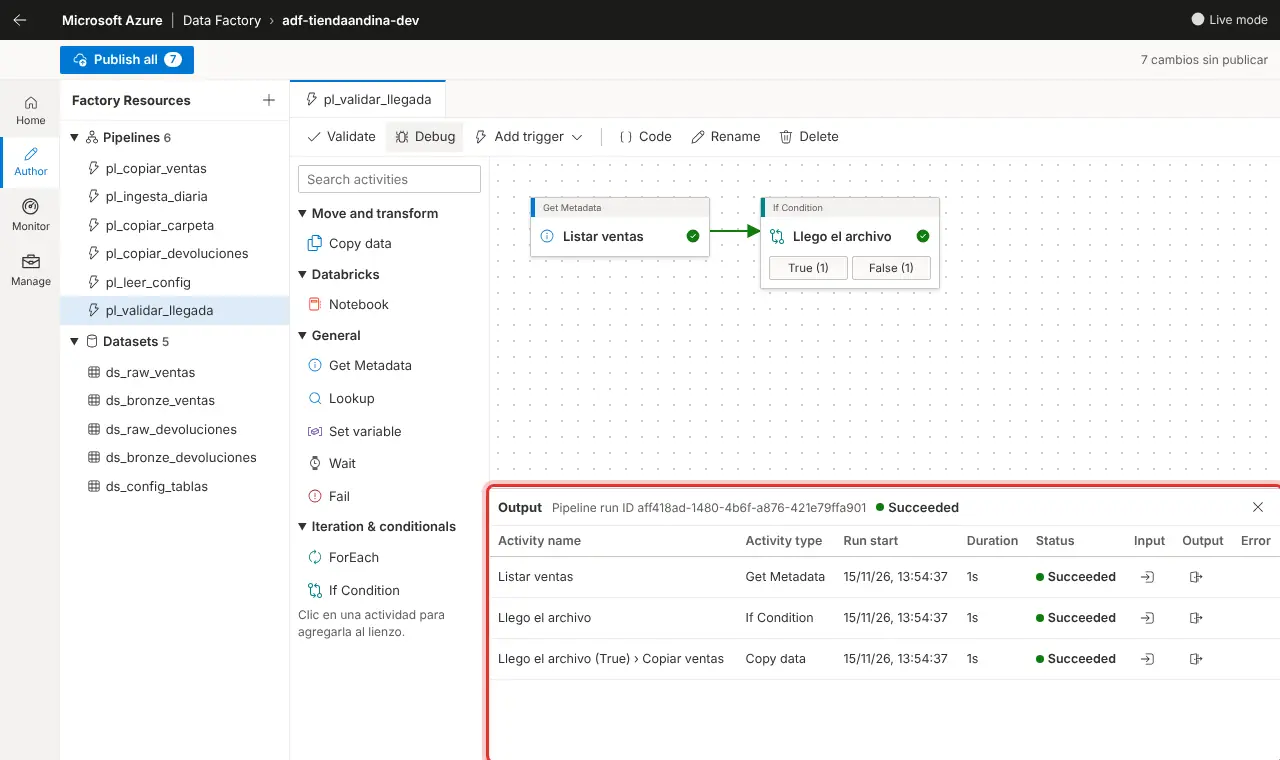 Microsoft Azure | Data Factory › adf-tiendaandina-dev
Live mode
Publish all 7
7 cambios sin publicar
Home
Author
Monitor
Manage
Factory Resources
Pipelines 6
pl_copiar_ventas
pl_ingesta_diaria
pl_copiar_carpeta
pl_copiar_devoluciones
pl_leer_config
pl_validar_llegada
Datasets 5
ds_raw_ventas
ds_bronze_ventas
ds_raw_devoluciones
ds_bronze_devoluciones
ds_config_tablas
pl_validar_llegada
Validate Debug Add trigger Code Rename Delete
Search activities
Move and transform
Copy data
Databricks
Notebook
General
Get Metadata
Lookup
Set variable
Wait
Fail
Iteration & conditionals
ForEach
If Condition
Clic en una actividad para
agregarla al lienzo.
Get Metadata
Listar ventas
If Condition
Llego el archivo
True (1) False (1)
Output Pipeline run ID aff418ad-1480-4b6f-a876-421e79ffa901 Succeeded
Activity name Activity type Run start Duration Status Input Output Error
Listar ventas Get Metadata 15/11/26, 13:54:37 1s Succeeded
Llego el archivo If Condition 15/11/26, 13:54:37 1s Succeeded
Llego el archivo (True) › Copiar ventas Copy data 15/11/26, 13:54:37 1s Succeeded